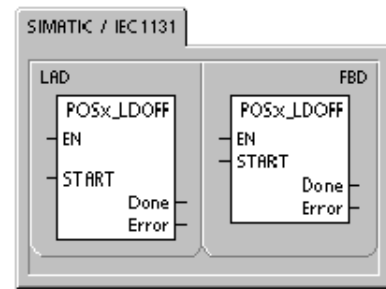 SIMATIC / IEC1131
LAD
FBD
POSx_LDOFF
EN
START
Done
Error
POSx_LDOFF
EN
START
Done
Error